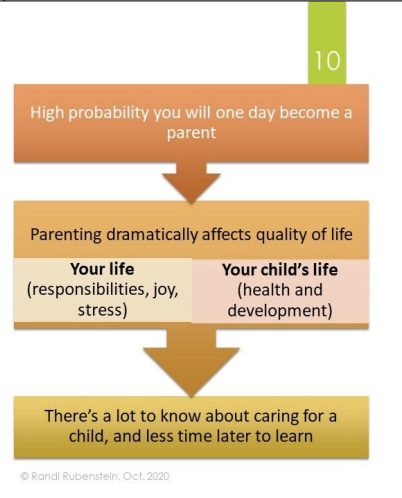 10
High probability you will one day become a
parent
Parenting dramatically affects quality of life
Your life
(responsibilities, joy,
stress)
Your child's life
(health and
development)
There's a lot to know about caring for a
child, and less time later to learn
© Randi Rubenstein, Oct. 2020